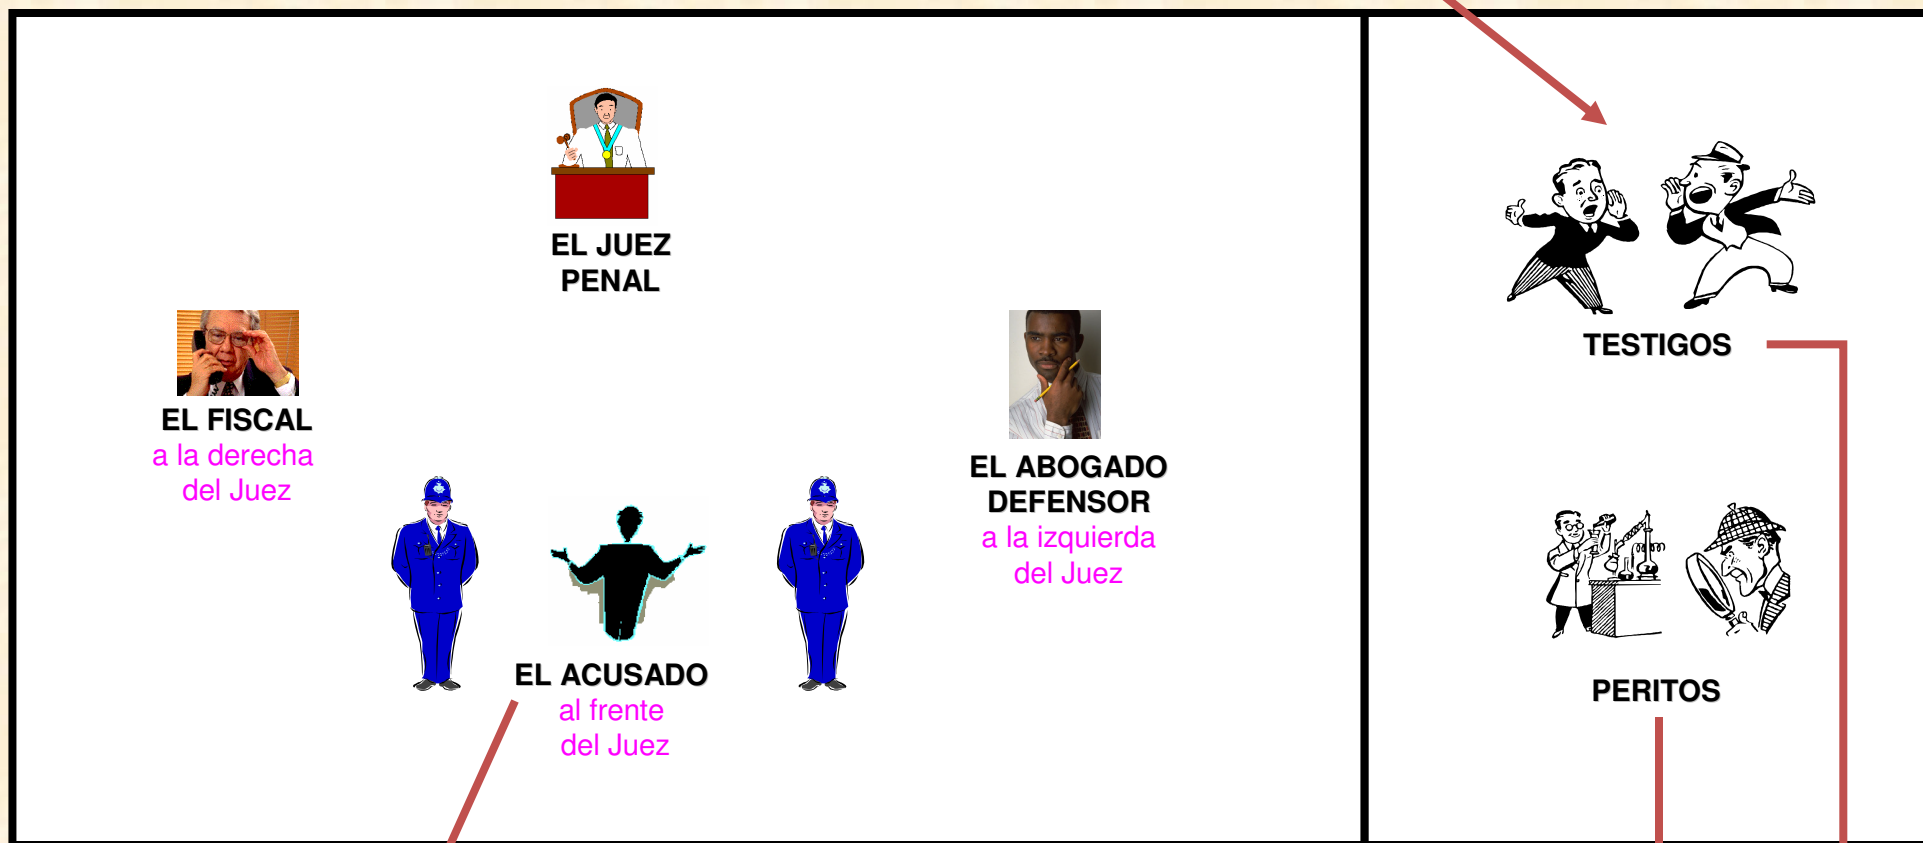 EL JUEZ
PENAL
EL FISCAL
a la derecha
del Juez
EL ABOGADO
DEFENSOR
a la izquierda
del Juez
EL ACUSADO
al frente
del Juez
TESTIGOS
PERITOS